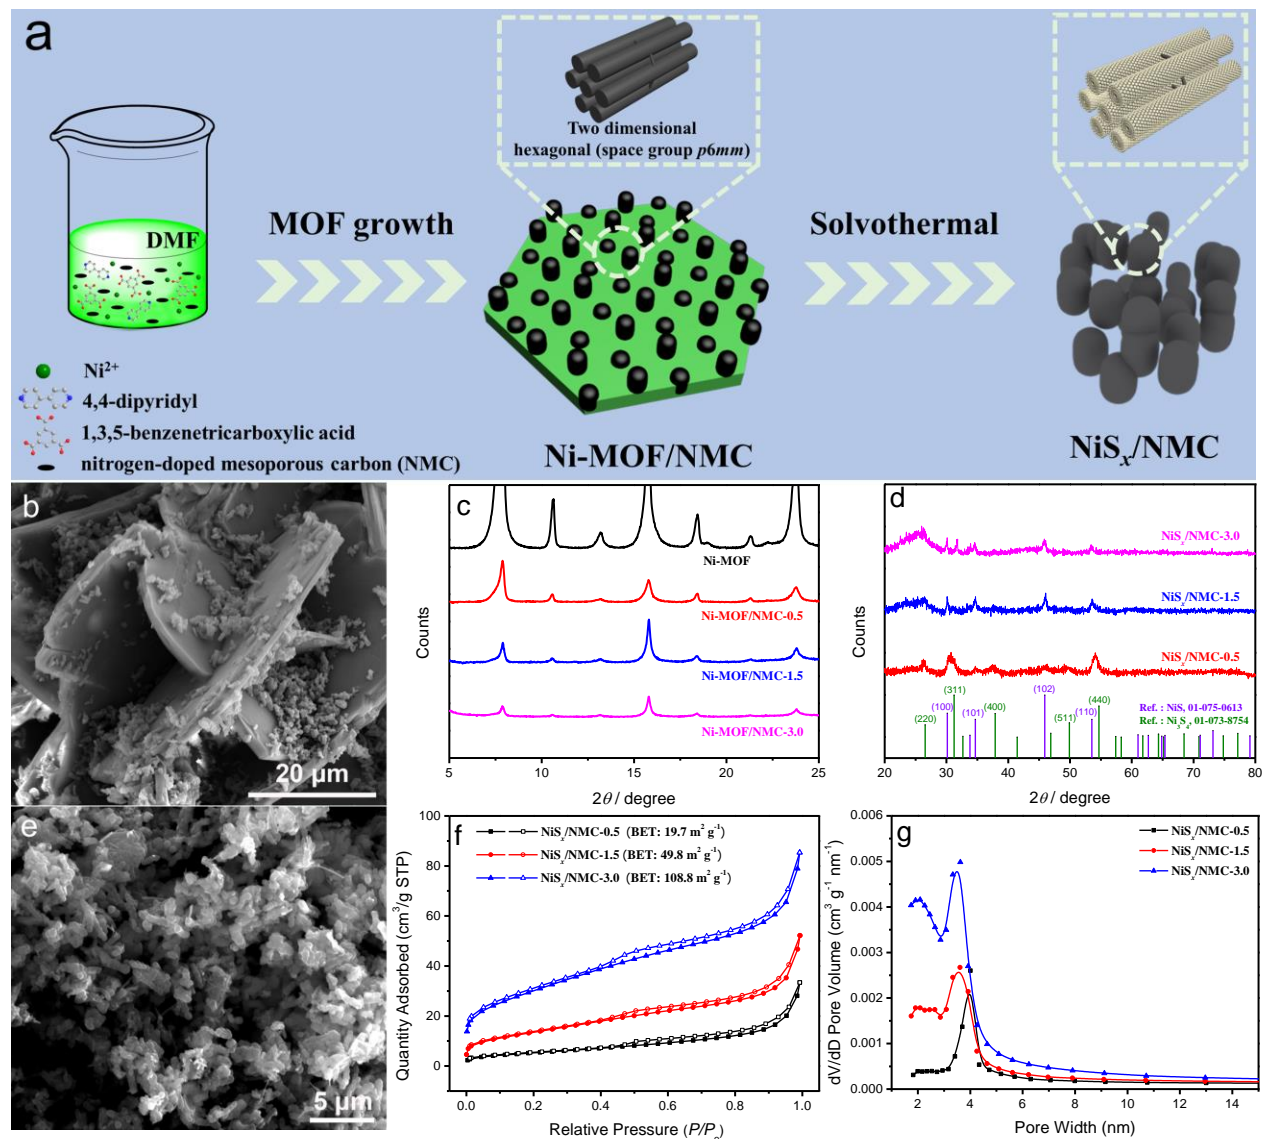 a
Two dimensional
hexagonal (space group p6mm)
DMF
MOF growth
Solvothermal
Ni²⁺
4,4-dipyridyl
1,3,5-benzenetricarboxylic acid
nitrogen-doped mesoporous carbon (NMC)
Ni-MOF/NMC
NiSₓ/NMC
b
20 µm
c
Ni-MOF
Ni-MOF/NMC-0.5
Ni-MOF/NMC-1.5
Ni-MOF/NMC-3.0
Counts
5 10 15 20 25
2θ / degree
d
NiSₓ/NMC-3.0
NiSₓ/NMC-1.5
NiSₓ/NMC-0.5
(220) (100) (311) (101) (400) (102) (511) (110) (440)
Ref. : NiS, 01-075-0613
Ref. : Ni₃S₄, 01-073-8754
Counts
20 30 40 50 60 70 80
2θ / degree
e
5 µm
f
NiSₓ/NMC-0.5 (BET: 19.7 m² g⁻¹)
NiSₓ/NMC-1.5 (BET: 49.8 m² g⁻¹)
NiSₓ/NMC-3.0 (BET: 108.8 m² g⁻¹)
Quantity Adsorbed (cm³/g STP)
100
80
60
40
20
0
0.0 0.2 0.4 0.6 0.8 1.0
Relative Pressure (P/P₀)
g
NiSₓ/NMC-0.5
NiSₓ/NMC-1.5
NiSₓ/NMC-3.0
dV/dD Pore Volume (cm³ g⁻¹ nm⁻¹)
0.006
0.005
0.004
0.003
0.002
0.001
0.000
2 4 6 8 10 12 14
Pore Width (nm)